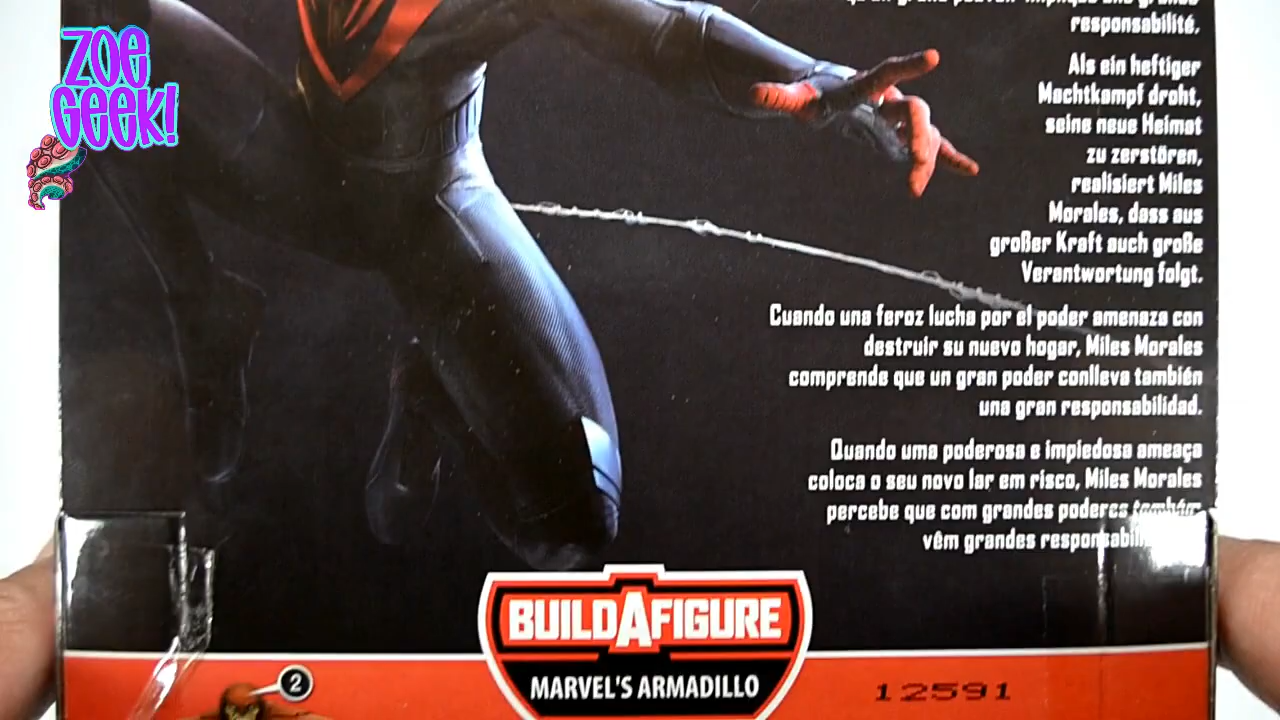 ZOE
GEEK!
responsabilité.
Als ein heftiger
Machtkampf droht,
seine neue Heimat
zu zerstören,
realisiert Miles
Morales, dass aus
großer Kraft auch große
Verantwortung folgt.
Cuando una feroz lucha por el poder amenaza con
destruir su nuevo hogar, Miles Morales
comprende que un gran poder conlleva también
una gran responsabilidad.
Quando uma poderosa e impiedosa ameaça
coloca o seu novo lar em risco, Miles Morales
percebe que com grandes poderes também
vêm grandes
BUILDAFIGURE
MARVEL'S ARMADILLO
2
12591